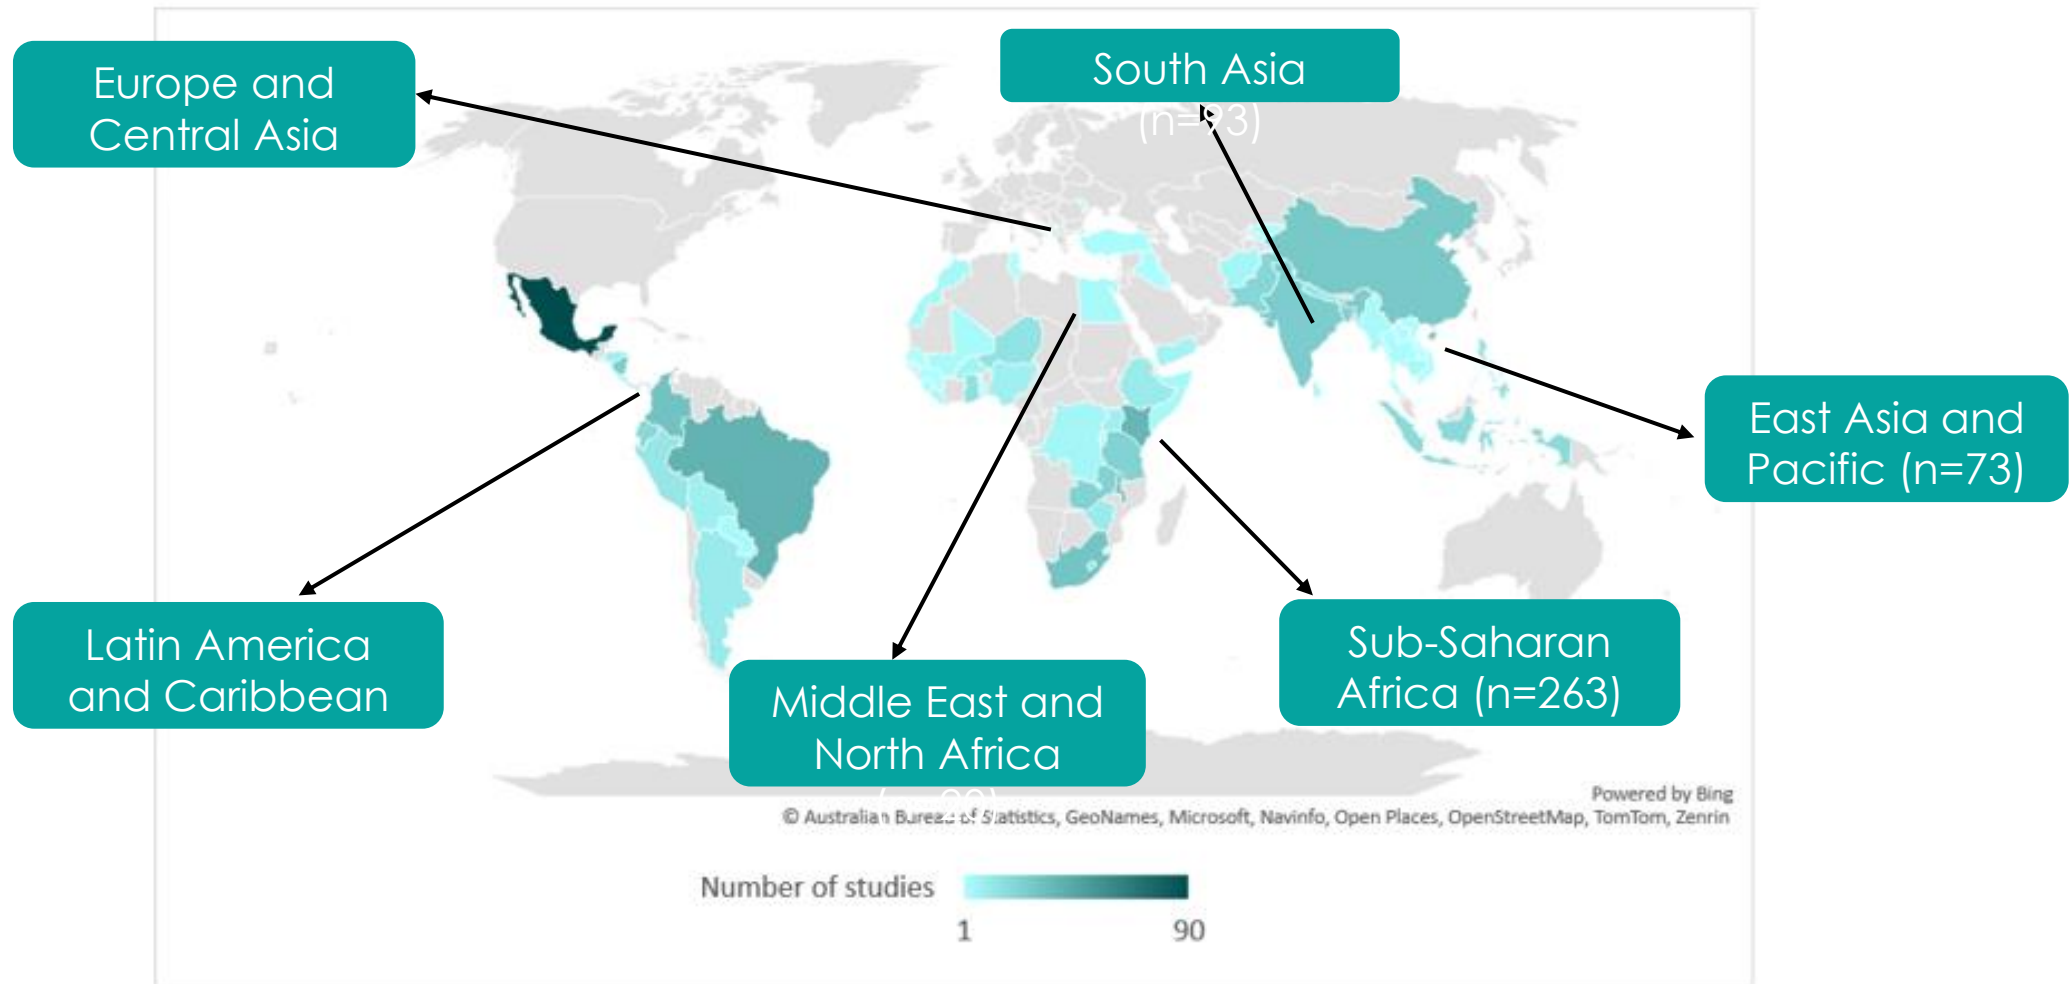 Europe and
Central Asia
South Asia
(n=93)
East Asia and
Pacific (n=73)
Latin America
and Caribbean
Middle East and
North Africa
Sub-Saharan
Africa (n=263)
Powered by Bing
© Australian Bureau of Statistics, GeoNames, Microsoft, Navinfo, Open Places, OpenStreetMap, TomTom, Zenrin
Number of studies
1
90